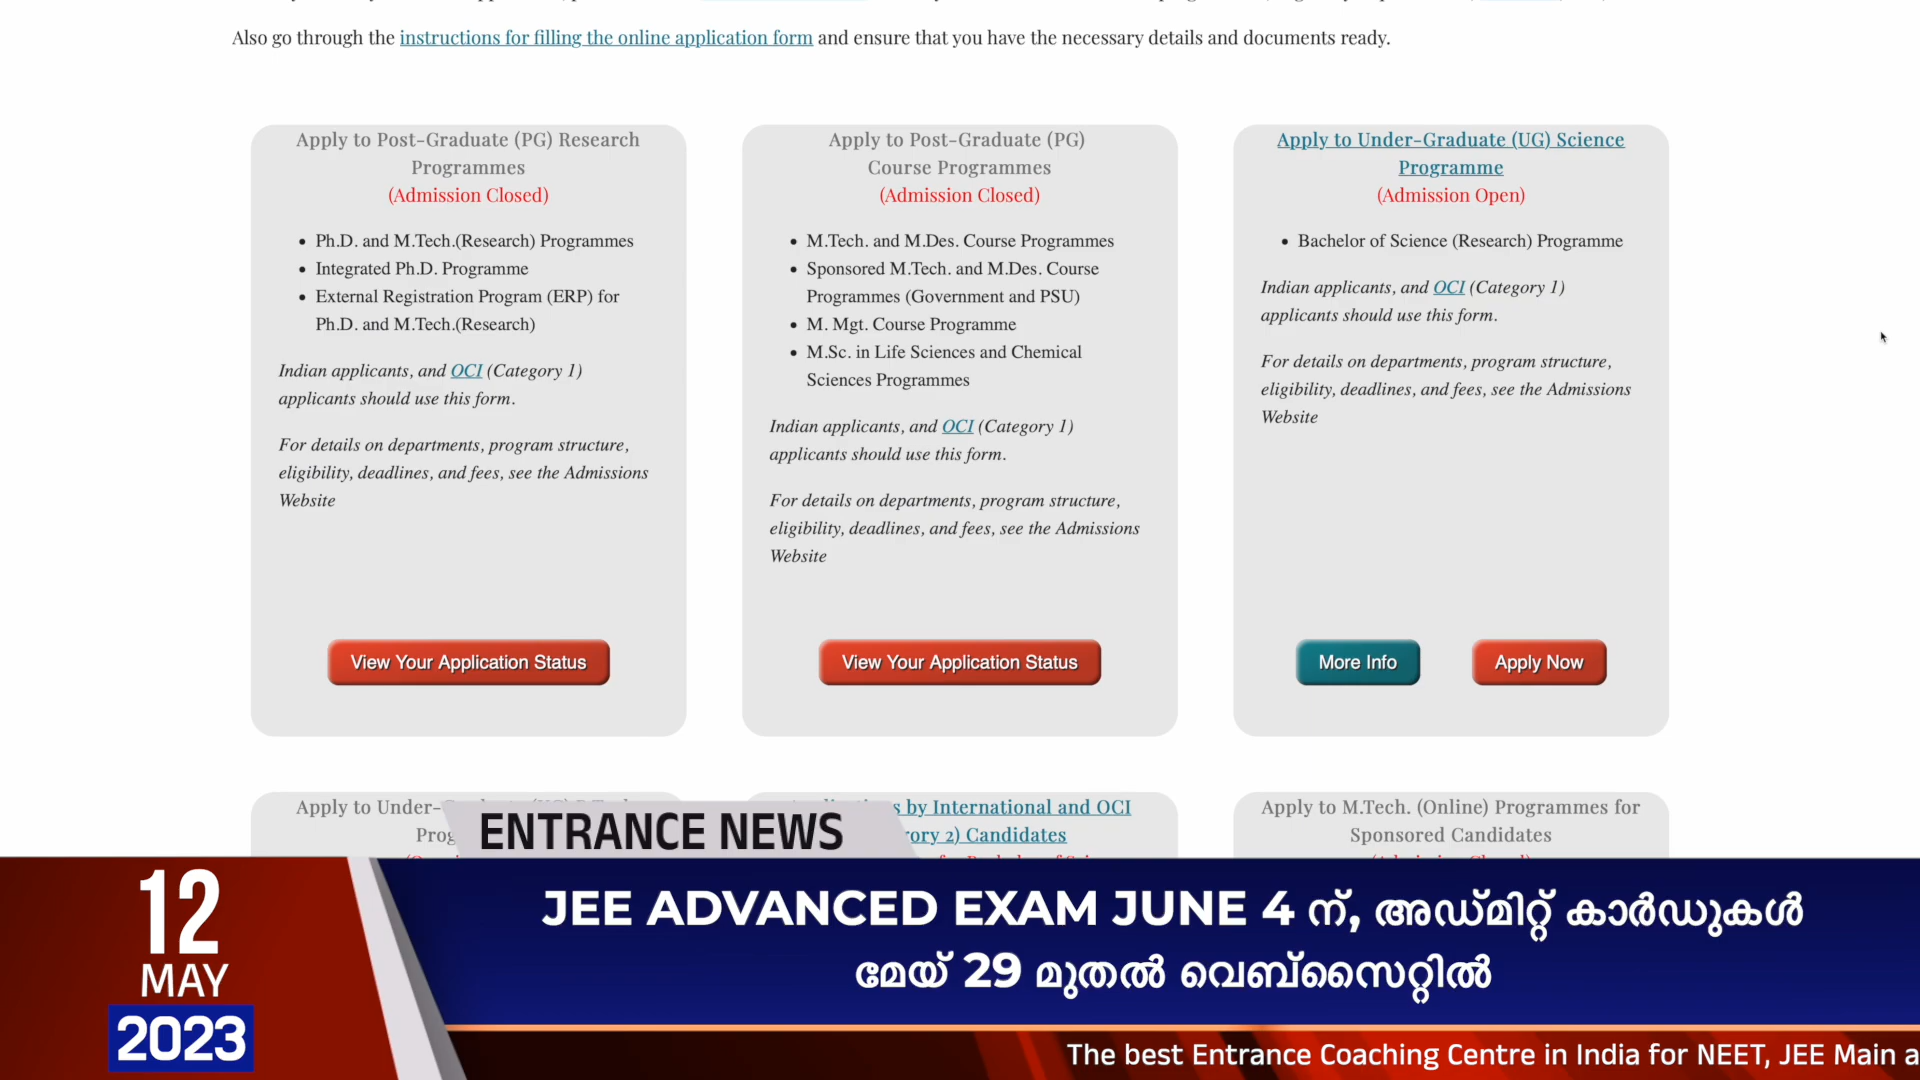 Also go through the instructions for filling the online application form and ensure that you have the necessary details and documents ready.
Apply to Post-Graduate (PG) Research
Programmes
(Admission Closed)
• Ph.D. and M.Tech.(Research) Programmes
• Integrated Ph.D. Programme
• External Registration Program (ERP) for
Ph.D. and M.Tech.(Research)
Indian applicants, and OCI (Category 1)
applicants should use this form.
For details on departments, program structure,
eligibility, deadlines, and fees, see the Admissions
Website
View Your Application Status
Apply to Post-Graduate (PG)
Course Programmes
(Admission Closed)
• M.Tech. and M.Des. Course Programmes
• Sponsored M.Tech. and M.Des. Course
Programmes (Government and PSU)
• M. Mgt. Course Programme
• M.Sc. in Life Sciences and Chemical
Sciences Programmes
Indian applicants, and OCI (Category 1)
applicants should use this form.
For details on departments, program structure,
eligibility, deadlines, and fees, see the Admissions
Website
View Your Application Status
Apply to Under-Graduate (UG) Science
Programme
(Admission Open)
• Bachelor of Science (Research) Programme
Indian applicants, and OCI (Category 1)
applicants should use this form.
For details on departments, program structure,
eligibility, deadlines, and fees, see the Admissions
Website
More Info
Apply Now
Apply to Under-
by International and OCI
2) Candidates
Apply to M.Tech. (Online) Programmes for
Sponsored Candidates
ENTRANCE NEWS
12
MAY
2023
JEE ADVANCED EXAM JUNE 4 ന്, അഡ്മിറ്റ് കാർഡുകൾ
മേയ് 29 മുതൽ വെബ്സൈറ്റിൽ
The best Entrance Coaching Centre in India for NEET, JEE Main a